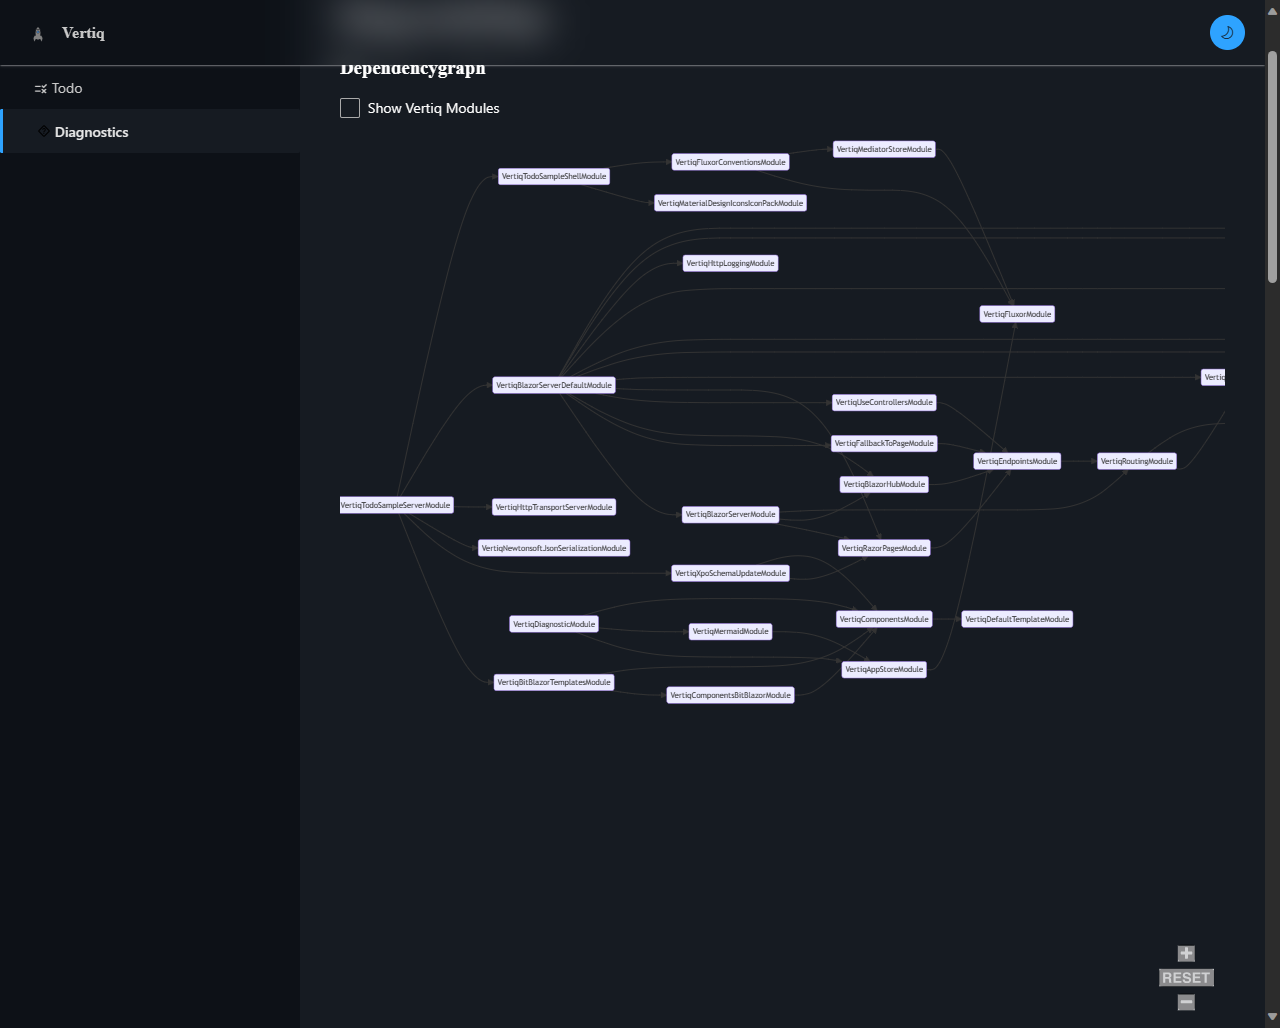 Vertiq
Todo
Diagnostics
Dependencygraph
Show Vertiq Modules
VertiqMediatorStoreModule
VertiqFluxorConventionsModule
VertiqTodoSampleShellModule
VertiqMaterialDesignIconsIconPackModule
VertiqHttpLoggingModule
VertiqFluxorModule
Vertiq
VertiqBlazorServerDefaultModule
VertiqUseControllersModule
VertiqFallbackToPageModule
VertiqEndpointsModule
VertiqRoutingModule
VertiqBlazorHubModule
VertiqTodoSampleServerModule
VertiqHttpTransportServerModule
VertiqBlazorServerModule
VertiqNewtonsoftJsonSerializationModule
VertiqRazorPagesModule
VertiqXpoSchemaUpdateModule
VertiqDiagnosticModule
VertiqMermaidModule
VertiqComponentsModule
VertiqDefaultTemplateModule
VertiqAppStoreModule
VertiqBitBlazorTemplatesModule
VertiqComponentsBitBlazorModule
RESET